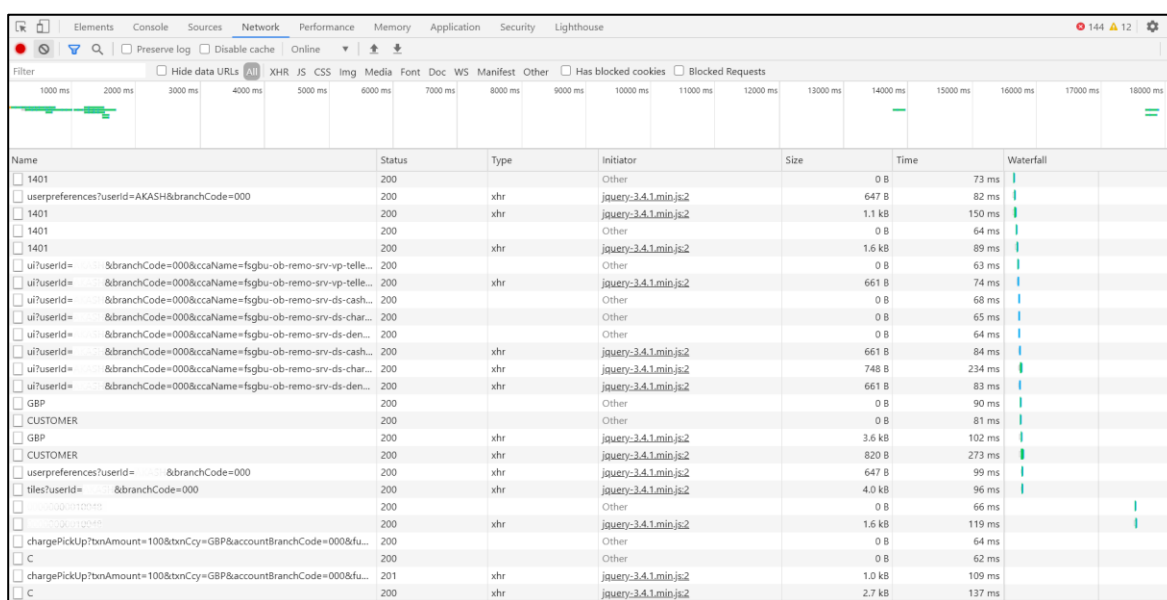 Elements Console Sources Network Performance Memory Application Security Lighthouse 144 12
Preserve log Disable cache Online
Filter Hide data URLs All XHR JS CSS Img Media Font Doc WS Manifest Other Has blocked cookies Blocked Requests
1000 ms 2000 ms 3000 ms 4000 ms 5000 ms 6000 ms 7000 ms 8000 ms 9000 ms 10000 ms 11000 ms 12000 ms 13000 ms 14000 ms 15000 ms 16000 ms 17000 ms 18000 ms
Name Status Type Initiator Size Time Waterfall
1401 200 Other 0 B 73 ms
userpreferences?userId=AKASH&branchCode=000 200 xhr jquery-3.4.1.min.js:2 647 B 82 ms
1401 200 xhr jquery-3.4.1.min.js:2 1.1 kB 150 ms
1401 200 Other 0 B 64 ms
1401 200 xhr jquery-3.4.1.min.js:2 1.6 kB 89 ms
ui?userId= &branchCode=000&ccaName=fsgbu-ob-remo-srv-vp-telle... 200 Other 0 B 63 ms
ui?userId= &branchCode=000&ccaName=fsgbu-ob-remo-srv-vp-telle... 200 xhr jquery-3.4.1.min.js:2 661 B 74 ms
ui?userId= &branchCode=000&ccaName=fsgbu-ob-remo-srv-ds-cash... 200 Other 0 B 68 ms
ui?userId= &branchCode=000&ccaName=fsgbu-ob-remo-srv-ds-char... 200 Other 0 B 65 ms
ui?userId= &branchCode=000&ccaName=fsgbu-ob-remo-srv-ds-den... 200 Other 0 B 64 ms
ui?userId= &branchCode=000&ccaName=fsgbu-ob-remo-srv-ds-cash... 200 xhr jquery-3.4.1.min.js:2 661 B 84 ms
ui?userId= &branchCode=000&ccaName=fsgbu-ob-remo-srv-ds-char... 200 xhr jquery-3.4.1.min.js:2 748 B 234 ms
ui?userId= &branchCode=000&ccaName=fsgbu-ob-remo-srv-ds-den... 200 xhr jquery-3.4.1.min.js:2 661 B 83 ms
GBP 200 Other 0 B 90 ms
CUSTOMER 200 Other 0 B 81 ms
GBP 200 xhr jquery-3.4.1.min.js:2 3.6 kB 102 ms
CUSTOMER 200 xhr jquery-3.4.1.min.js:2 820 B 273 ms
userpreferences?userId= &branchCode=000 200 xhr jquery-3.4.1.min.js:2 647 B 99 ms
tiles?userId= &branchCode=000 200 xhr jquery-3.4.1.min.js:2 4.0 kB 96 ms
200 Other 0 B 66 ms
200 xhr jquery-3.4.1.min.js:2 1.6 kB 119 ms
chargePickUp?txnAmount=100&txnCcy=GBP&accountBranchCode=000&fu... 200 Other 0 B 64 ms
C 200 Other 0 B 62 ms
chargePickUp?txnAmount=100&txnCcy=GBP&accountBranchCode=000&fu... 201 xhr jquery-3.4.1.min.js:2 1.0 kB 109 ms
C 200 xhr jquery-3.4.1.min.js:2 2.7 kB 137 ms